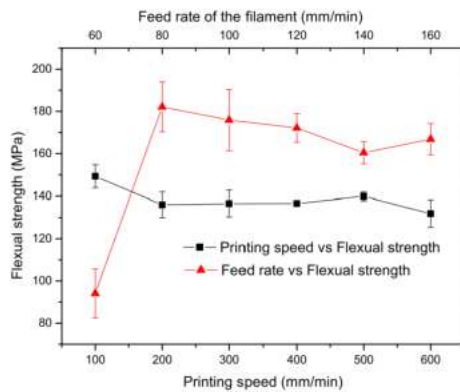 Feed rate of the filament (mm/min)
60 80 100 120 140 160
Flexual strength (MPa)
200
180
160
140
120
100
80
Printing speed vs Flexual strength
Feed rate vs Flexual strength
100 200 300 400 500 600
Printing speed (mm/min)